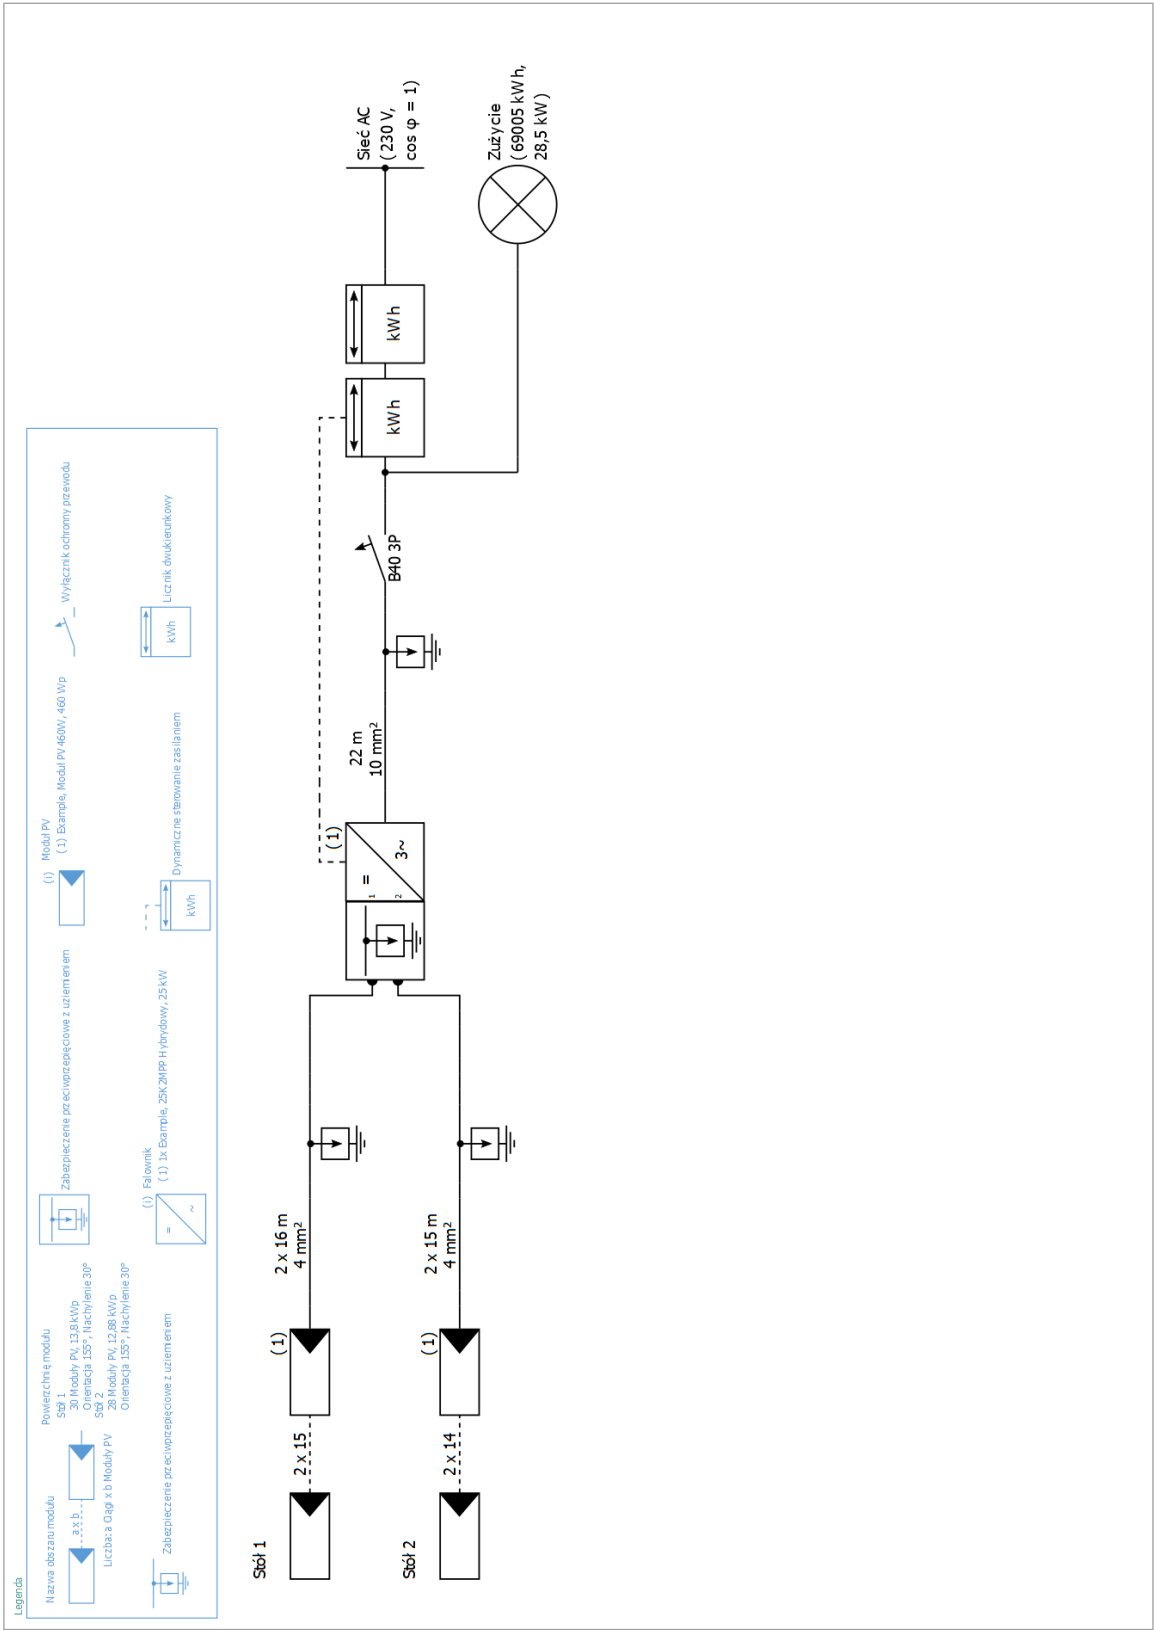 Legenda
Nazwa obszaru modułu
a x b
Liczba: a Ciągi x b Moduły PV
Powierzchnię modułu
Stół 1
30 Moduły PV, 13,8 kWp
Orientacja 155°, Nachylenie 30°
Stół 2
28 Moduły PV, 12,88 kWp
Orientacja 155°, Nachylenie 30°
Zabezpieczenie przeciwprzepięciowe z uziemieniem
(i)
Moduł PV
(1) Example, Moduł PV 460W, 460 Wp
Wyłącznik ochronny przewodu
Zabezpieczenie przeciwprzepięciowe z uziemieniem
(i)
Falownik
=
~
(1) 1x Example, 25K 2MPP Hybrydowy, 25 kW
kWh
Dynamiczne sterowanie zasilaniem
kWh
Licznik dwukierunkowy
Stół 1
2 x 15
(1)
2 x 16 m
4 mm²
Stół 2
2 x 14
(1)
2 x 15 m
4 mm²
(1)
1
=
2
3~
22 m
10 mm²
B40 3P
kWh
kWh
Sieć AC
(230 V,
cos φ = 1)
Zużycie
(69005 kWh,
28,5 kW)